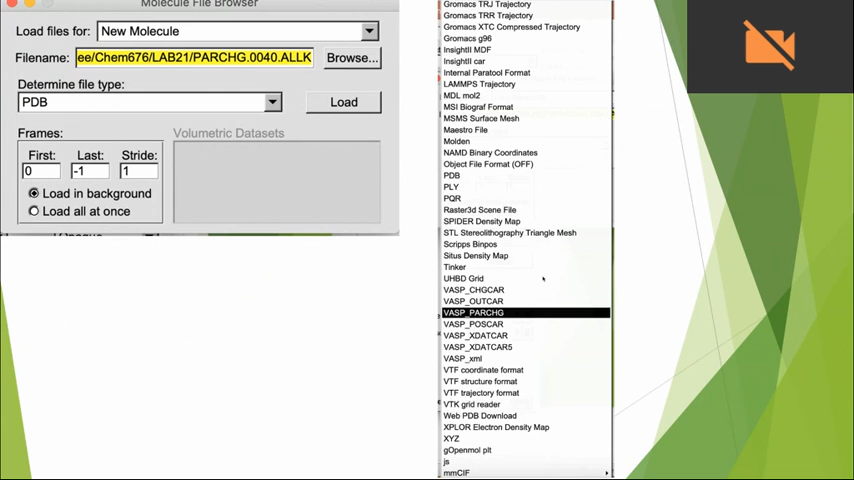 Molecule File Browser
Load files for: New Molecule
Filename: ee/Chem676/LAB21/PARCHG.0040.ALLK Browse...
Determine file type:
PDB Load
Frames: Volumetric Datasets
First: Last: Stride:
0 -1 1
Load in background
Load all at once
Gromacs TRJ Trajectory
Gromacs TRR Trajectory
Gromacs XTC Compressed Trajectory
Gromacs g96
InsightII MDF
InsightII car
Internal Paratool Format
LAMMPS Trajectory
MDL mol2
MSI Biograf Format
MSMS Surface Mesh
Maestro File
Molden
NAMD Binary Coordinates
Object File Format (OFF)
PDB
PLY
PQR
Raster3d Scene File
SPIDER Density Map
STL Stereolithography Triangle Mesh
Scripps Binpos
Situs Density Map
Tinker
UHBD Grid
VASP_CHGCAR
VASP_OUTCAR
VASP_PARCHG
VASP_POSCAR
VASP_XDATCAR
VASP_XDATCAR5
VASP_xml
VTF coordinate format
VTF structure format
VTF trajectory format
VTK grid reader
Web PDB Download
XPLOR Electron Density Map
XYZ
gOpenmol plt
js
mmCIF